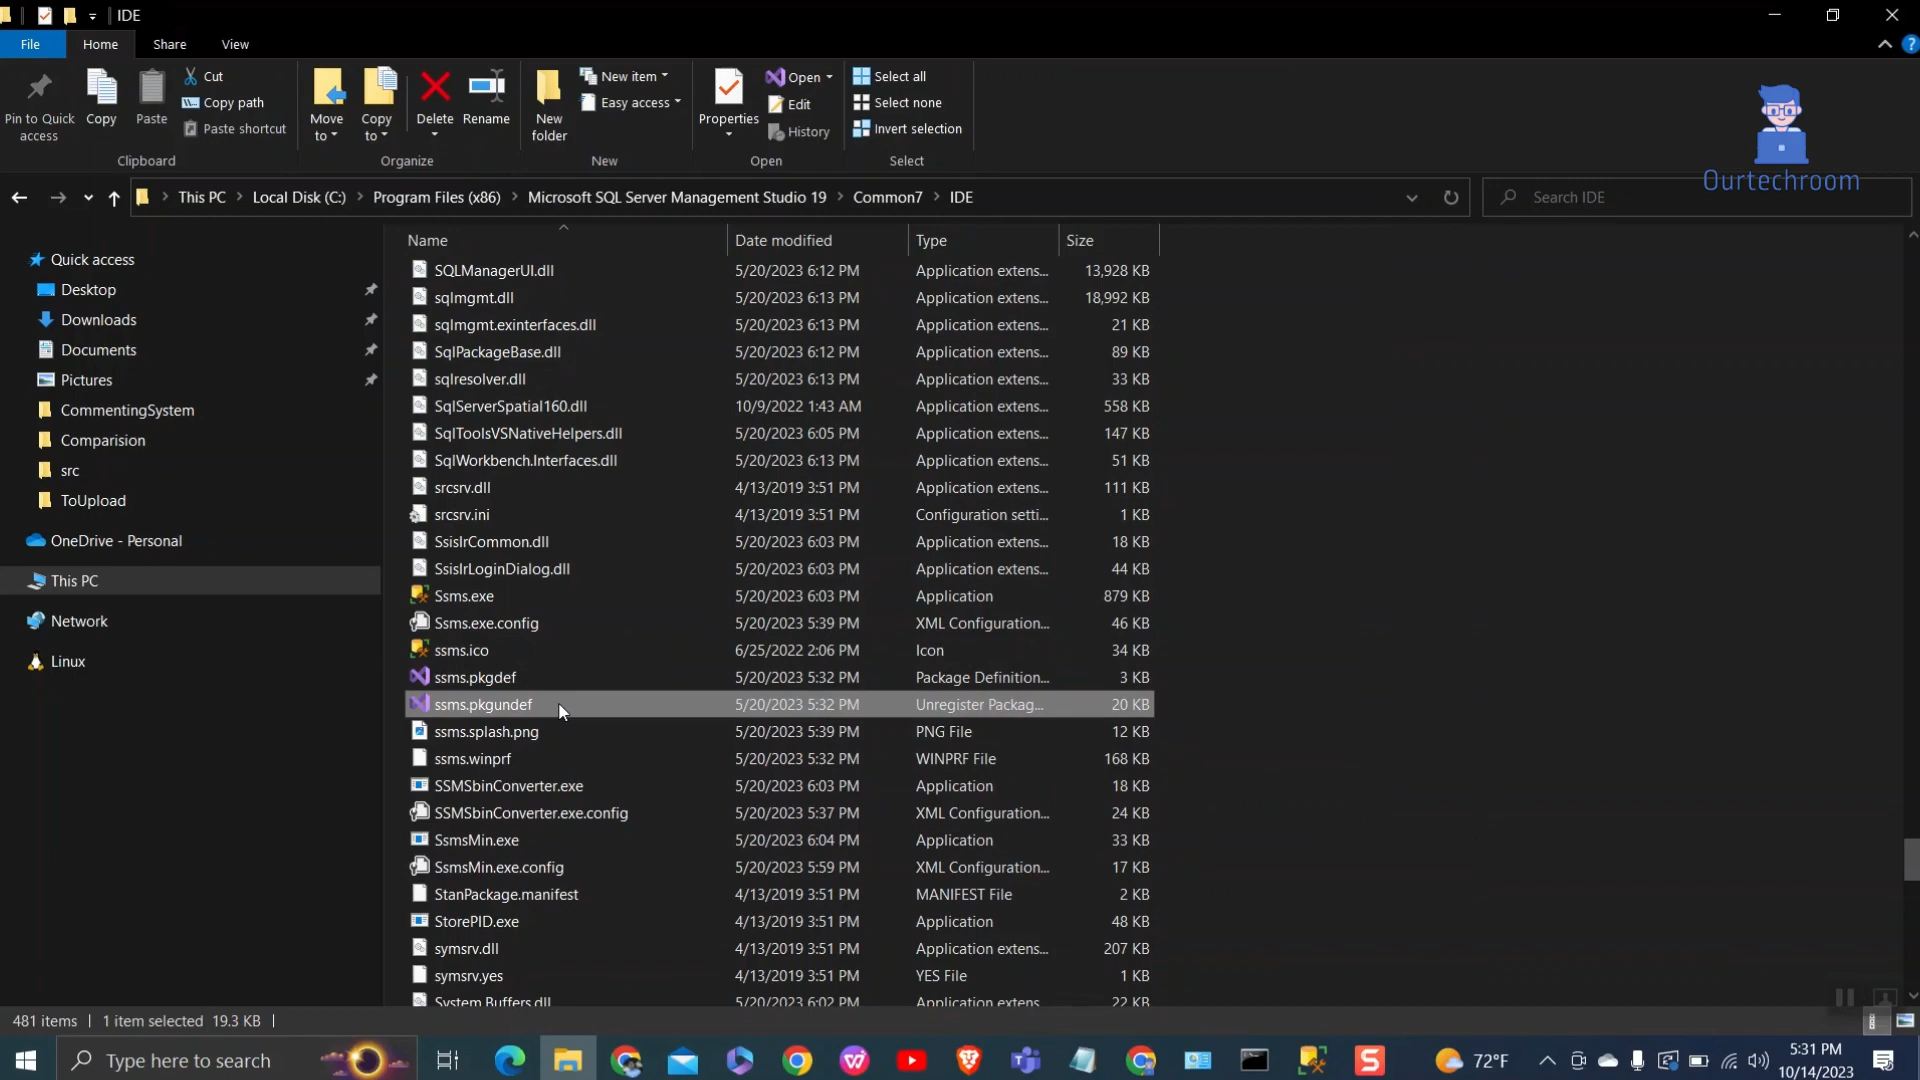 IDE
File Home Share View
Pin to Quick access
Copy
Paste
Cut
Copy path
Paste shortcut
Clipboard
Move to
Copy to
Delete
Rename
Organize
New folder
New item
Easy access
New
Properties
Open
Edit
History
Open
Select all
Select none
Invert selection
Select
Ourtechroom
This PC > Local Disk (C:) > Program Files (x86) > Microsoft SQL Server Management Studio 19 > Common7 > IDE
Search IDE
Quick access
Desktop
Downloads
Documents
Pictures
CommentingSystem
Comparision
src
ToUpload
OneDrive - Personal
This PC
Network
Linux
Name Date modified Type Size
SQLManagerUI.dll 5/20/2023 6:12 PM Application extens... 13,928 KB
sqlmgmt.dll 5/20/2023 6:13 PM Application extens... 18,992 KB
sqlmgmt.exinterfaces.dll 5/20/2023 6:13 PM Application extens... 21 KB
SqlPackageBase.dll 5/20/2023 6:12 PM Application extens... 89 KB
sqlresolver.dll 5/20/2023 6:13 PM Application extens... 33 KB
SqlServerSpatial160.dll 10/9/2022 1:43 AM Application extens... 558 KB
SqlToolsVSNativeHelpers.dll 5/20/2023 6:05 PM Application extens... 147 KB
SqlWorkbench.Interfaces.dll 5/20/2023 6:13 PM Application extens... 51 KB
srcsrv.dll 4/13/2019 3:51 PM Application extens... 111 KB
srcsrv.ini 4/13/2019 3:51 PM Configuration setti... 1 KB
SsisIrCommon.dll 5/20/2023 6:03 PM Application extens... 18 KB
SsisIrLoginDialog.dll 5/20/2023 6:03 PM Application extens... 44 KB
Ssms.exe 5/20/2023 6:03 PM Application 879 KB
Ssms.exe.config 5/20/2023 5:39 PM XML Configuration... 46 KB
ssms.ico 6/25/2022 2:06 PM Icon 34 KB
ssms.pkgdef 5/20/2023 5:32 PM Package Definition... 3 KB
ssms.pkgundef 5/20/2023 5:32 PM Unregister Packag... 20 KB
ssms.splash.png 5/20/2023 5:39 PM PNG File 12 KB
ssms.winprf 5/20/2023 5:32 PM WINPRF File 168 KB
SSMSbinConverter.exe 5/20/2023 6:03 PM Application 18 KB
SSMSbinConverter.exe.config 5/20/2023 5:37 PM XML Configuration... 24 KB
SsmsMin.exe 5/20/2023 6:04 PM Application 33 KB
SsmsMin.exe.config 5/20/2023 5:59 PM XML Configuration... 17 KB
StanPackage.manifest 4/13/2019 3:51 PM MANIFEST File 2 KB
StorePID.exe 4/13/2019 3:51 PM Application 48 KB
symsrv.dll 4/13/2019 3:51 PM Application extens... 207 KB
symsrv.yes 4/13/2019 3:51 PM YES File 1 KB
System.Buffers.dll 5/20/2023 6:02 PM Application extens... 22 KB
481 items 1 item selected 19.3 KB
Type here to search
72°F
5:31 PM
10/14/2023